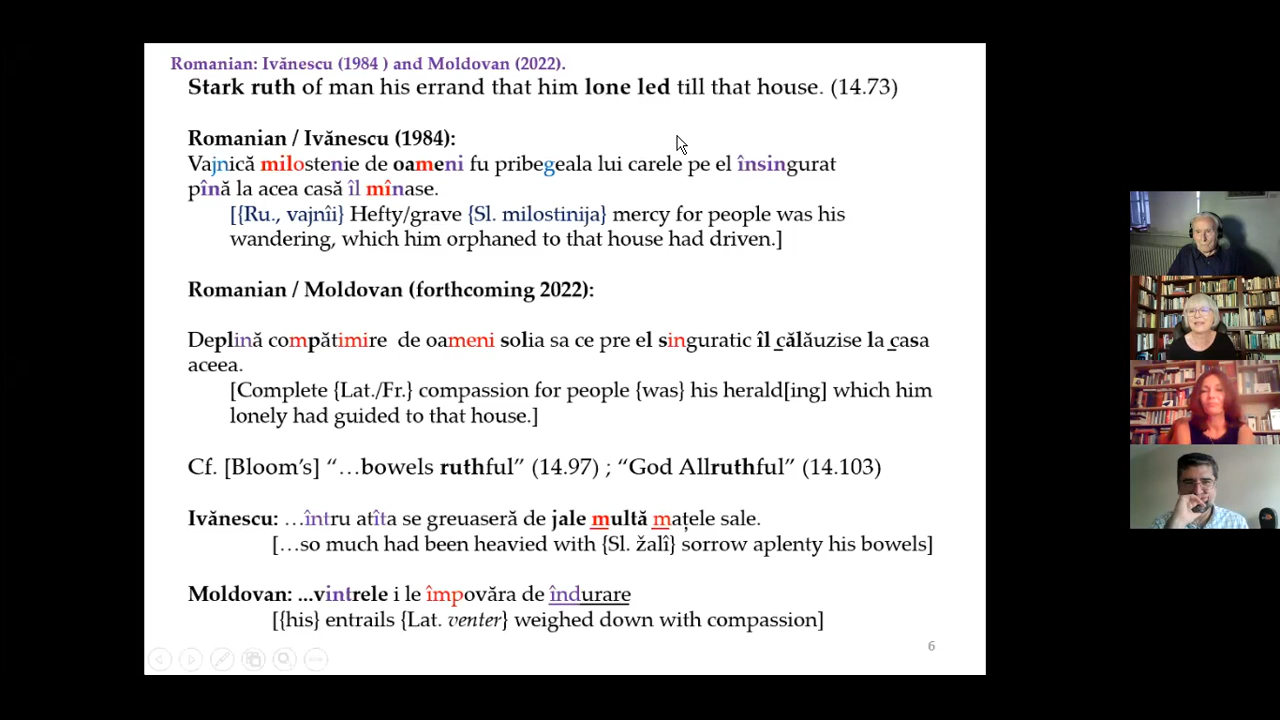 Romanian: Ivănescu (1984 ) and Moldovan (2022).
Stark ruth of man his errand that him lone led till that house. (14.73)
Romanian / Ivănescu (1984):
Vajnică milostenie de oameni fu pribegeala lui carele pe el însingurat
pînă la acea casă îl mînase.
[{Ru., vajnîi} Hefty/grave {Sl. milostinija} mercy for people was his
wandering, which him orphaned to that house had driven.]
Romanian / Moldovan (forthcoming 2022):
Deplină compătimire de oameni solia sa ce pre el singuratic îl călăuzise la casa
aceea.
[Complete {Lat./Fr.} compassion for people {was} his herald[ing] which him
lonely had guided to that house.]
Cf. [Bloom’s] “…bowels ruthful” (14.97) ; “God Allruthful” (14.103)
Ivănescu: …întru atîta se greuaseră de jale multă mațele sale.
[…so much had been heavied with {Sl. žalî} sorrow aplenty his bowels]
Moldovan: ...vintrele i le împovăra de îndurare
[{his} entrails {Lat. venter} weighed down with compassion]
6